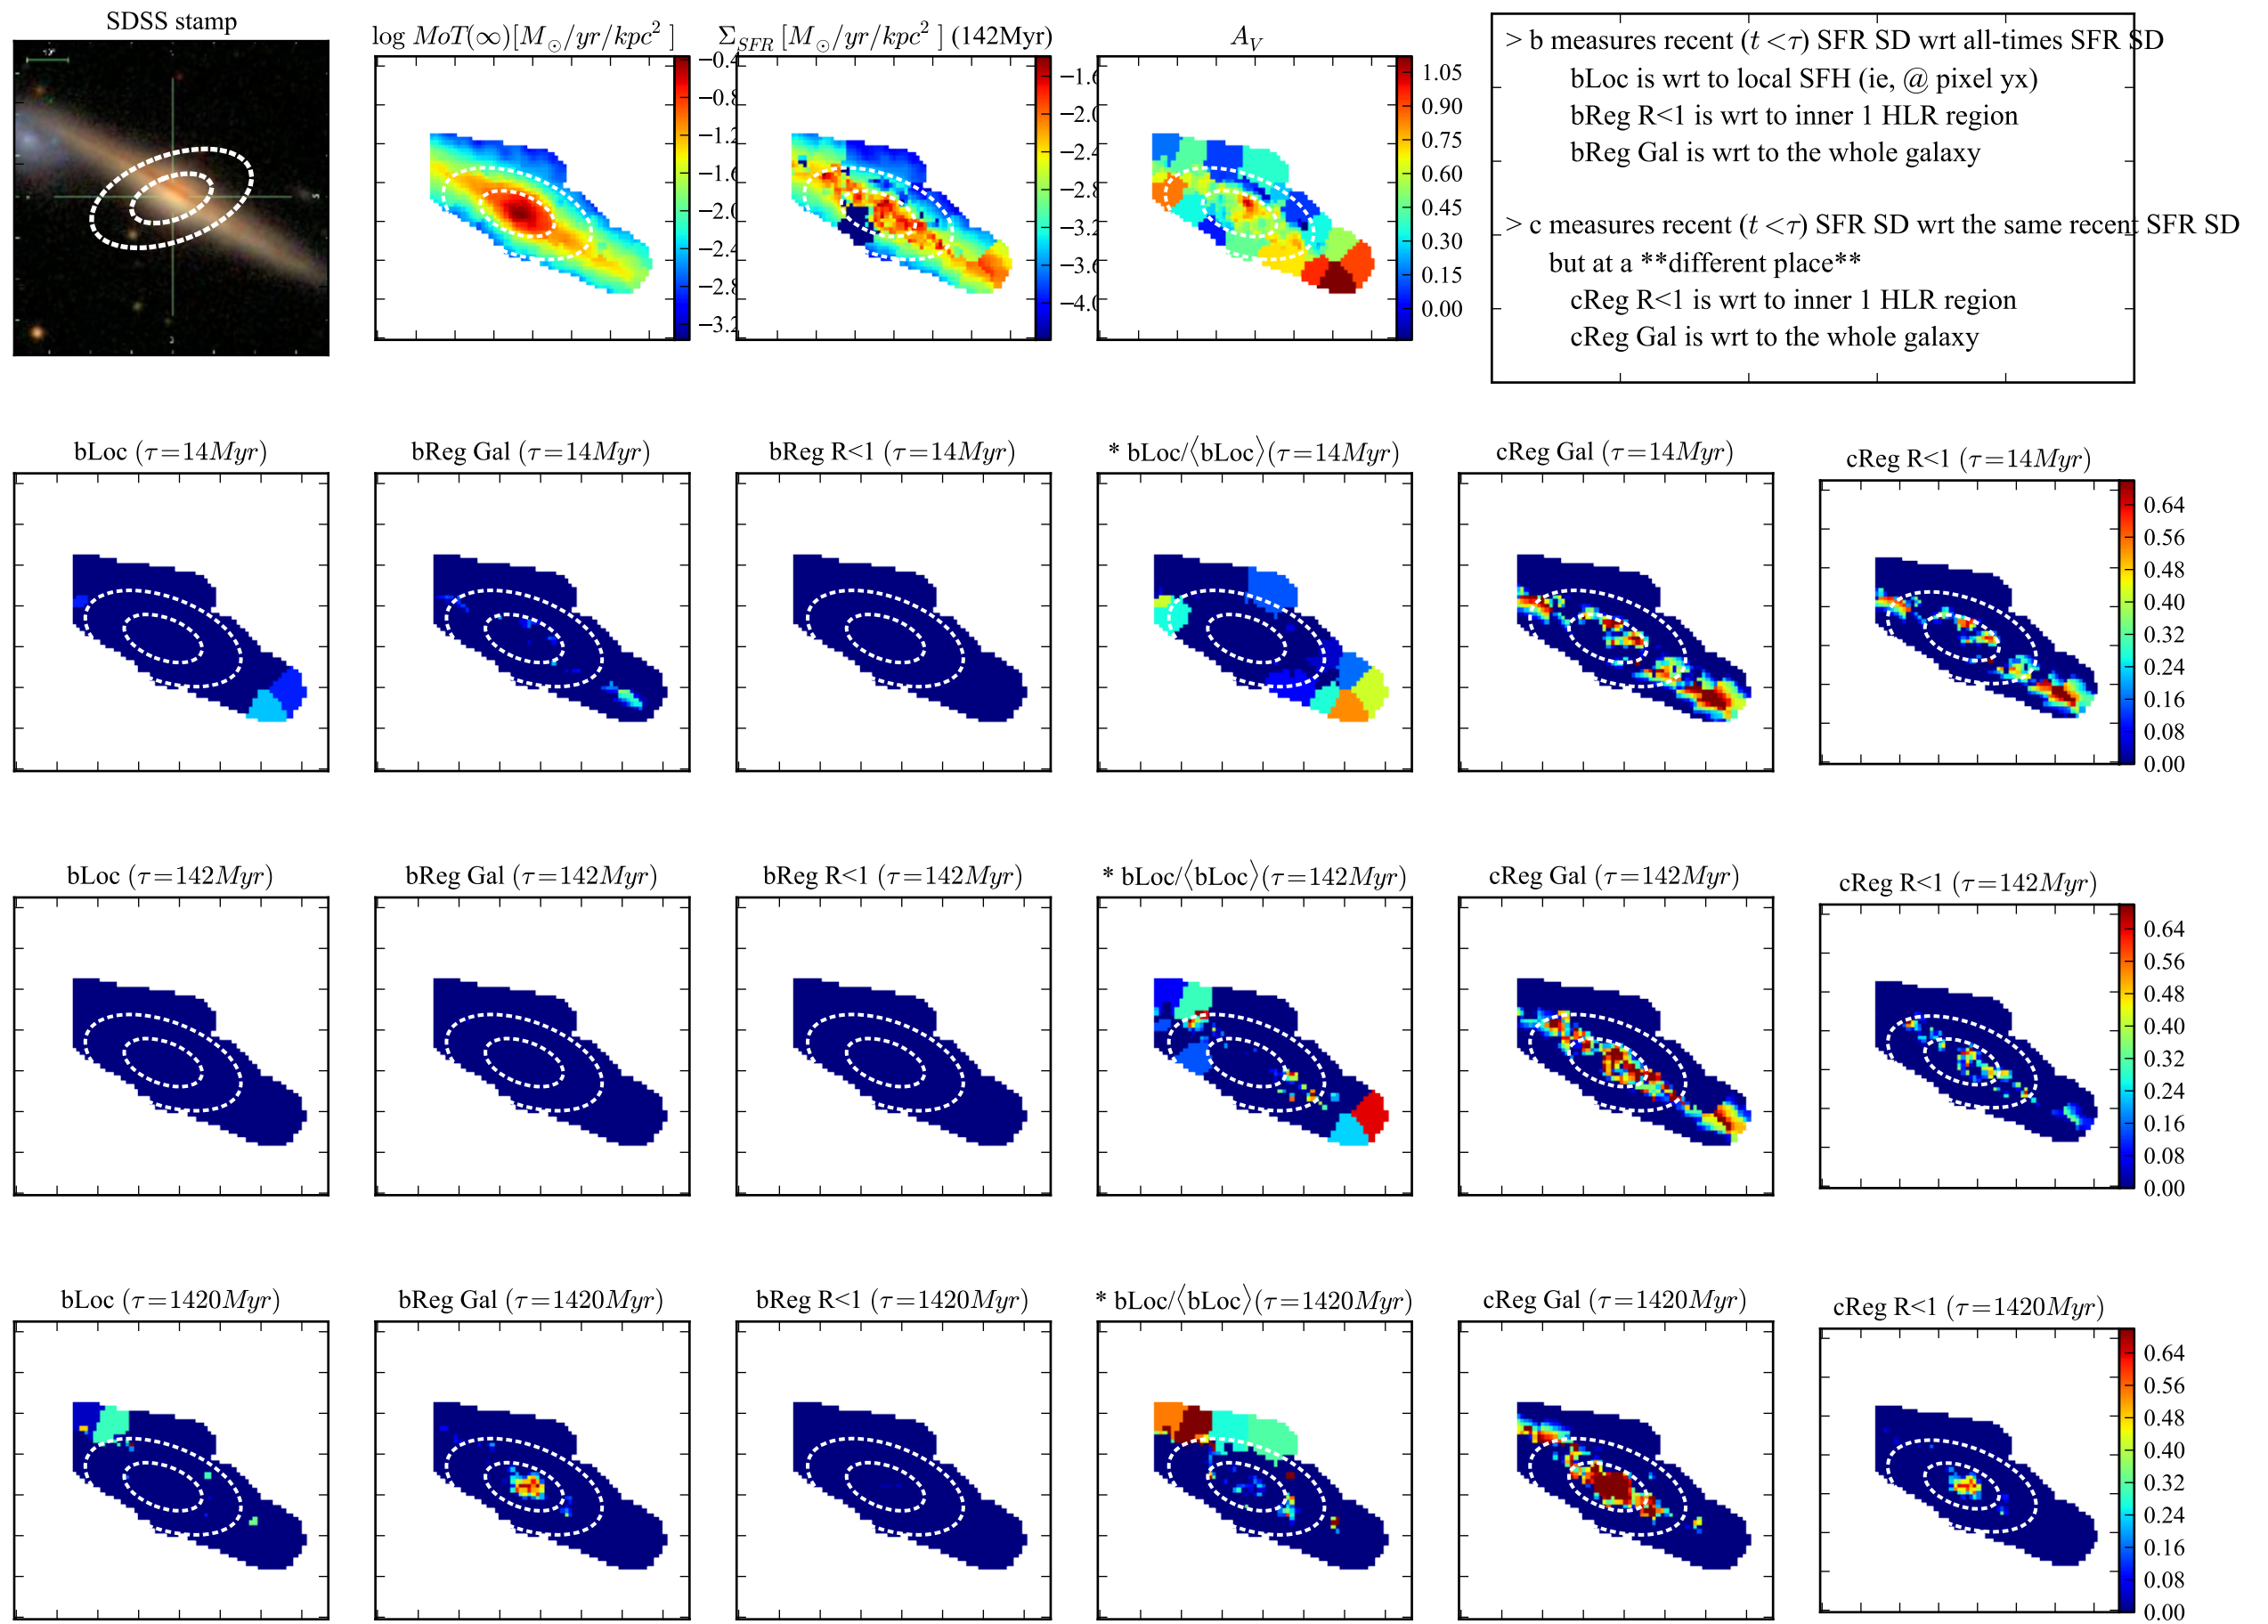 SDSS stamp
log MoT(∞)[M⊙/yr/kpc² ]
Σ_SFR [M⊙/yr/kpc² ] (142Myr)
A_V
−0.4
−0.8
−1.2
−1.6
−2.0
−2.4
−2.8
−3.2
−1.6
−2.0
−2.4
−2.8
−3.2
−3.6
−4.0
1.05
0.90
0.75
0.60
0.45
0.30
0.15
0.00
> b measures recent (t <τ) SFR SD wrt all-times SFR SD
bLoc is wrt to local SFH (ie, @ pixel yx)
bReg R<1 is wrt to inner 1 HLR region
bReg Gal is wrt to the whole galaxy
> c measures recent (t <τ) SFR SD wrt the same recent SFR SD
but at a **different place**
cReg R<1 is wrt to inner 1 HLR region
cReg Gal is wrt to the whole galaxy
bLoc (τ=14Myr)
bReg Gal (τ=14Myr)
bReg R<1 (τ=14Myr)
* bLoc/⟨bLoc⟩(τ=14Myr)
cReg Gal (τ=14Myr)
cReg R<1 (τ=14Myr)
0.64
0.56
0.48
0.40
0.32
0.24
0.16
0.08
0.00
bLoc (τ=142Myr)
bReg Gal (τ=142Myr)
bReg R<1 (τ=142Myr)
* bLoc/⟨bLoc⟩(τ=142Myr)
cReg Gal (τ=142Myr)
cReg R<1 (τ=142Myr)
0.64
0.56
0.48
0.40
0.32
0.24
0.16
0.08
0.00
bLoc (τ=1420Myr)
bReg Gal (τ=1420Myr)
bReg R<1 (τ=1420Myr)
* bLoc/⟨bLoc⟩(τ=1420Myr)
cReg Gal (τ=1420Myr)
cReg R<1 (τ=1420Myr)
0.64
0.56
0.48
0.40
0.32
0.24
0.16
0.08
0.00